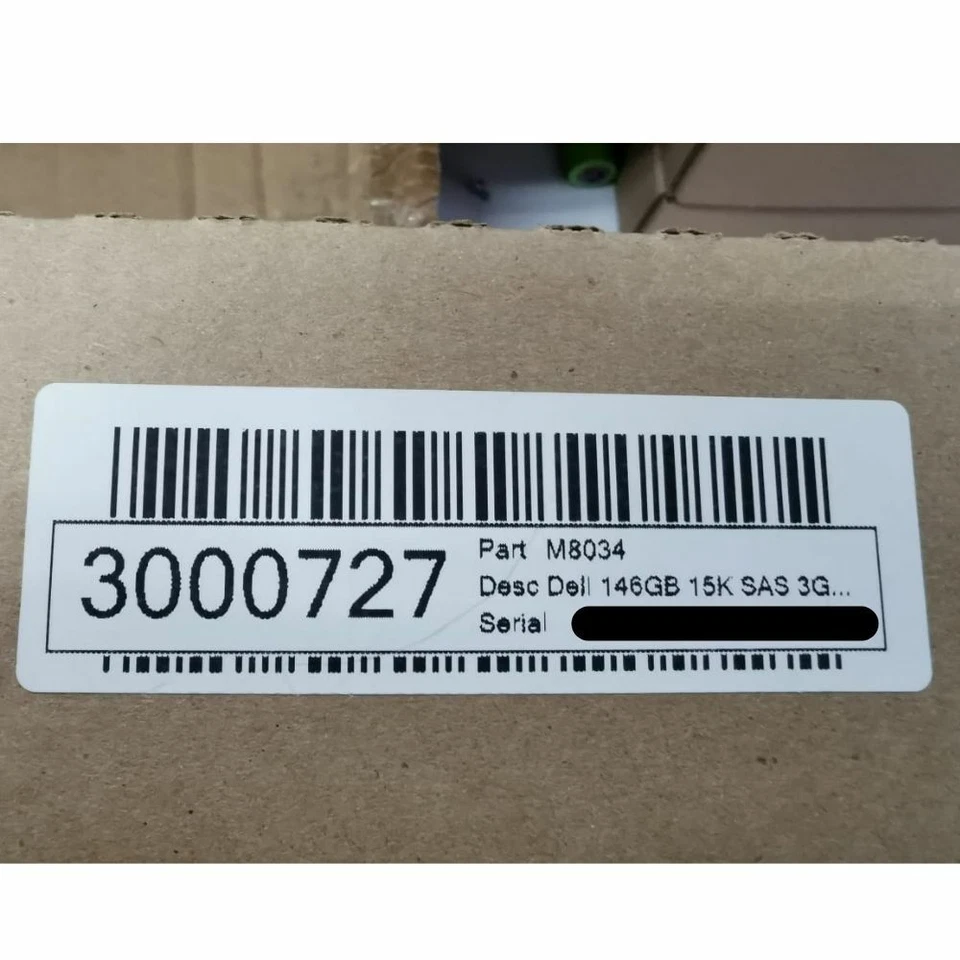 3000727
Part M8034
Desc Dell 146GB 15K SAS 3G...
Serial